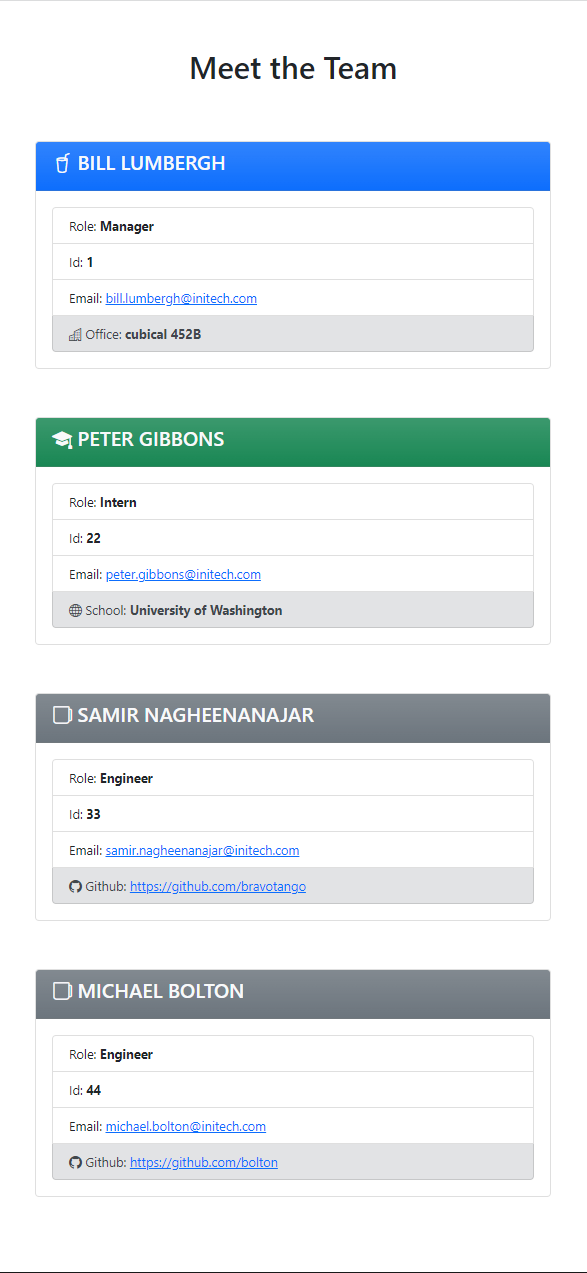 Meet the Team
BILL LUMBERGH
Role: Manager
Id: 1
Email: bill.lumbergh@initech.com
Office: cubical 452B
PETER GIBBONS
Role: Intern
Id: 22
Email: peter.gibbons@initech.com
School: University of Washington
SAMIR NAGHEENANAJAR
Role: Engineer
Id: 33
Email: samir.nagheenanajar@initech.com
Github: https://github.com/bravotango
MICHAEL BOLTON
Role: Engineer
Id: 44
Email: michael.bolton@initech.com
Github: https://github.com/bolton